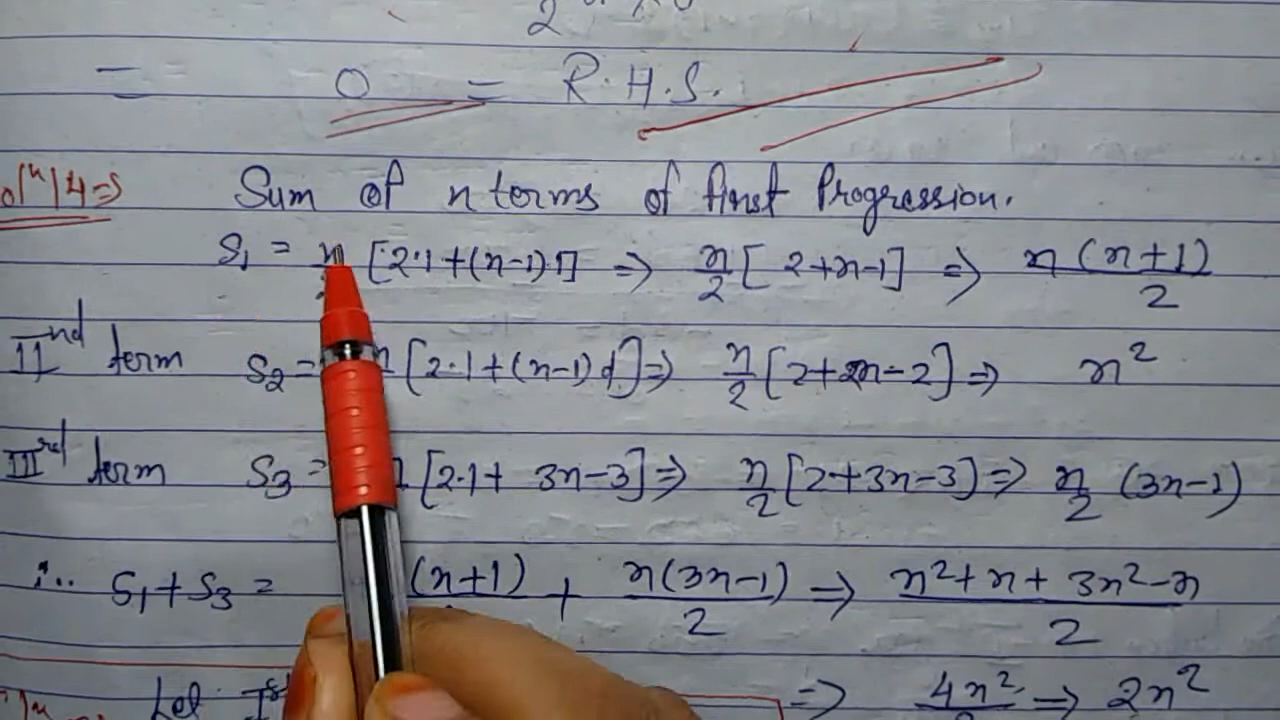 = 0 = R.H.S.
Sum of n terms of first Progression.
S₁ = n [2·1+(n-1)·1] ⇒ n/2 [2+n-1] ⇒ n(n+1)/2
IInd term S₂ = n [2·1+(n-1)d] ⇒ n/2 [2+2n-2] ⇒ n²
IIIrd term S₃ = [2·1+ 3n-3] ⇒ n/2 [2+3n-3] ⇒ n/2 (3n-1)
∴ S₁+S₃ = (n+1) + n(3n-1)/2 ⇒ n²+n+3n²-n/2
Let Ist ⇒ 4n² ⇒ 2n²